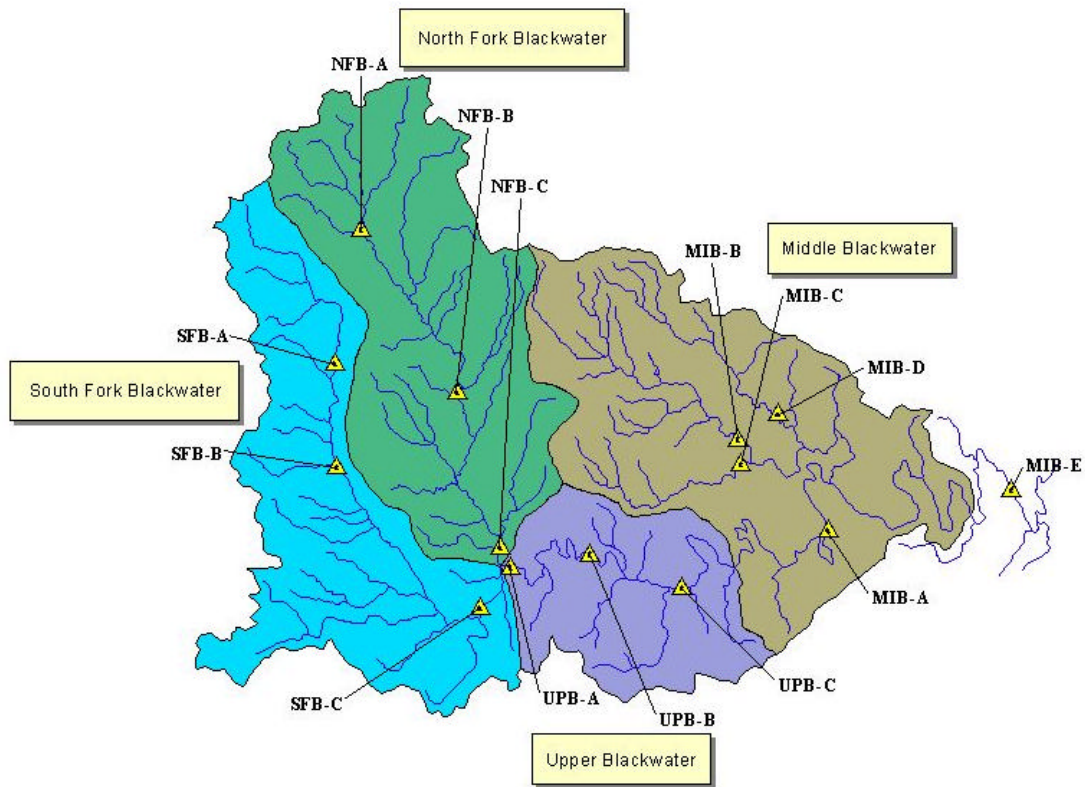 North Fork Blackwater
NFB-A
NFB-B
NFB-C
MIB-B
Middle Blackwater
MIB-C
SFB-A
South Fork Blackwater
MIB-D
SFB-B
MIB-E
MIB-A
SFB-C
UPB-A
UPB-B
UPB-C
Upper Blackwater